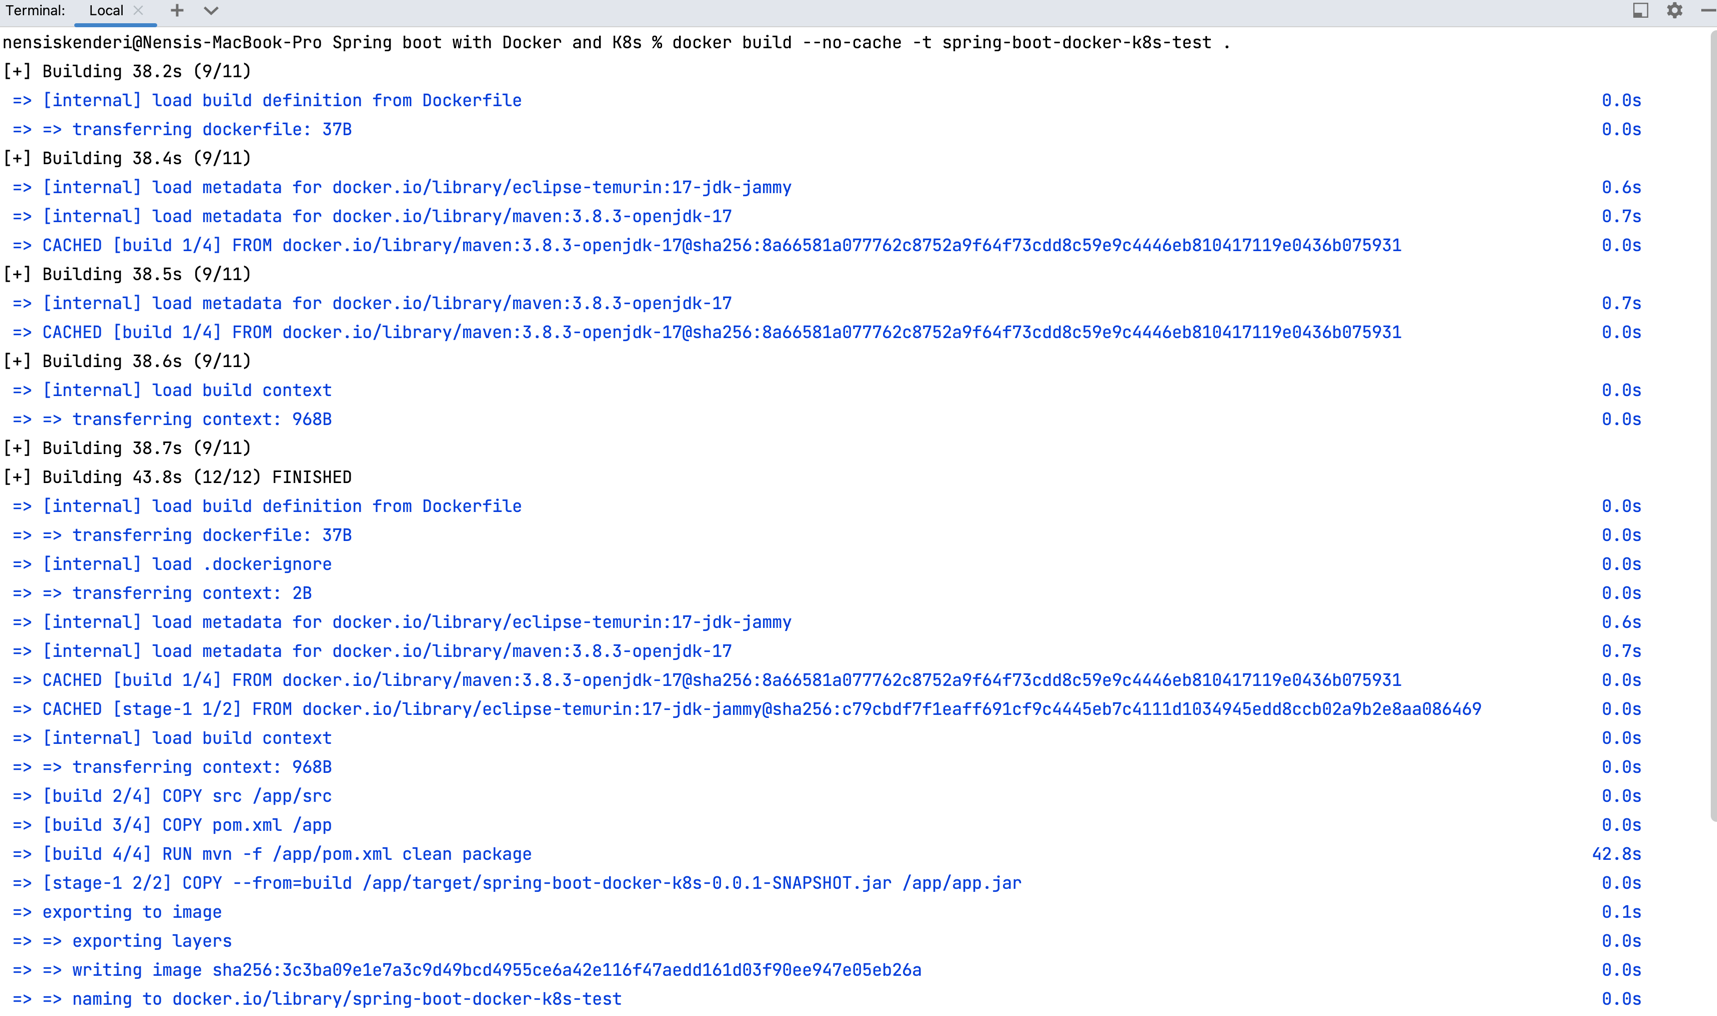 Terminal: Local
nensiskenderi@Nensis-MacBook-Pro Spring boot with Docker and K8s % docker build --no-cache -t spring-boot-docker-k8s-test .
[+] Building 38.2s (9/11)
=> [internal] load build definition from Dockerfile 0.0s
=> => transferring dockerfile: 37B 0.0s
[+] Building 38.4s (9/11)
=> [internal] load metadata for docker.io/library/eclipse-temurin:17-jdk-jammy 0.6s
=> [internal] load metadata for docker.io/library/maven:3.8.3-openjdk-17 0.7s
=> CACHED [build 1/4] FROM docker.io/library/maven:3.8.3-openjdk-17@sha256:8a66581a077762c8752a9f64f73cdd8c59e9c4446eb810417119e0436b075931 0.0s
[+] Building 38.5s (9/11)
=> [internal] load metadata for docker.io/library/maven:3.8.3-openjdk-17 0.7s
=> CACHED [build 1/4] FROM docker.io/library/maven:3.8.3-openjdk-17@sha256:8a66581a077762c8752a9f64f73cdd8c59e9c4446eb810417119e0436b075931 0.0s
[+] Building 38.6s (9/11)
=> [internal] load build context 0.0s
=> => transferring context: 968B 0.0s
[+] Building 38.7s (9/11)
[+] Building 43.8s (12/12) FINISHED
=> [internal] load build definition from Dockerfile 0.0s
=> => transferring dockerfile: 37B 0.0s
=> [internal] load .dockerignore 0.0s
=> => transferring context: 2B 0.0s
=> [internal] load metadata for docker.io/library/eclipse-temurin:17-jdk-jammy 0.6s
=> [internal] load metadata for docker.io/library/maven:3.8.3-openjdk-17 0.7s
=> CACHED [build 1/4] FROM docker.io/library/maven:3.8.3-openjdk-17@sha256:8a66581a077762c8752a9f64f73cdd8c59e9c4446eb810417119e0436b075931 0.0s
=> CACHED [stage-1 1/2] FROM docker.io/library/eclipse-temurin:17-jdk-jammy@sha256:c79cbdf7f1eaff691cf9c4445eb7c4111d1034945edd8ccb02a9b2e8aa086469 0.0s
=> [internal] load build context 0.0s
=> => transferring context: 968B 0.0s
=> [build 2/4] COPY src /app/src 0.0s
=> [build 3/4] COPY pom.xml /app 0.0s
=> [build 4/4] RUN mvn -f /app/pom.xml clean package 42.8s
=> [stage-1 2/2] COPY --from=build /app/target/spring-boot-docker-k8s-0.0.1-SNAPSHOT.jar /app/app.jar 0.0s
=> exporting to image 0.1s
=> => exporting layers 0.0s
=> => writing image sha256:3c3ba09e1e7a3c9d49bcd4955ce6a42e116f47aedd161d03f90ee947e05eb26a 0.0s
=> => naming to docker.io/library/spring-boot-docker-k8s-test 0.0s